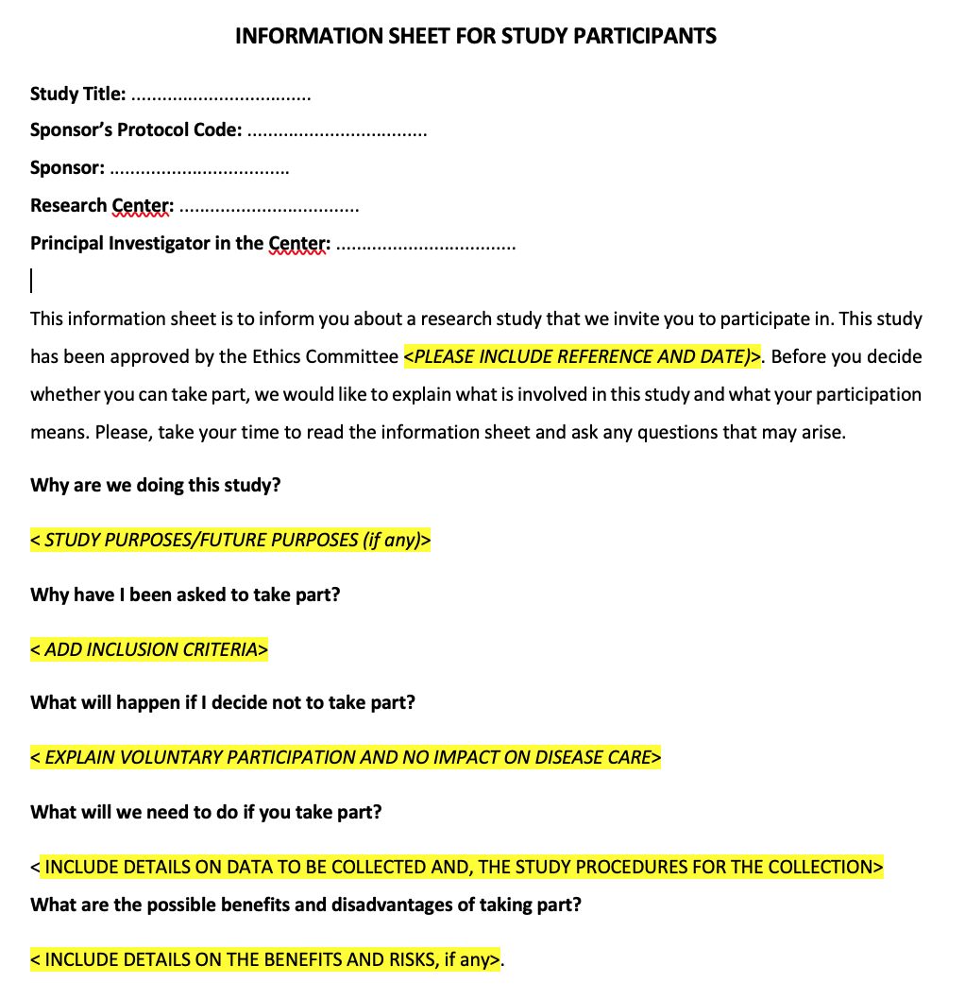 INFORMATION SHEET FOR STUDY PARTICIPANTS
Study Title: ...................................
Sponsor’s Protocol Code: ...................................
Sponsor: ...................................
Research Center: ...................................
Principal Investigator in the Center: ...................................
This information sheet is to inform you about a research study that we invite you to participate in. This study
has been approved by the Ethics Committee <PLEASE INCLUDE REFERENCE AND DATE)>. Before you decide
whether you can take part, we would like to explain what is involved in this study and what your participation
means. Please, take your time to read the information sheet and ask any questions that may arise.
Why are we doing this study?
< STUDY PURPOSES/FUTURE PURPOSES (if any)>
Why have I been asked to take part?
< ADD INCLUSION CRITERIA>
What will happen if I decide not to take part?
< EXPLAIN VOLUNTARY PARTICIPATION AND NO IMPACT ON DISEASE CARE>
What will we need to do if you take part?
< INCLUDE DETAILS ON DATA TO BE COLLECTED AND, THE STUDY PROCEDURES FOR THE COLLECTION>
What are the possible benefits and disadvantages of taking part?
< INCLUDE DETAILS ON THE BENEFITS AND RISKS, if any>.